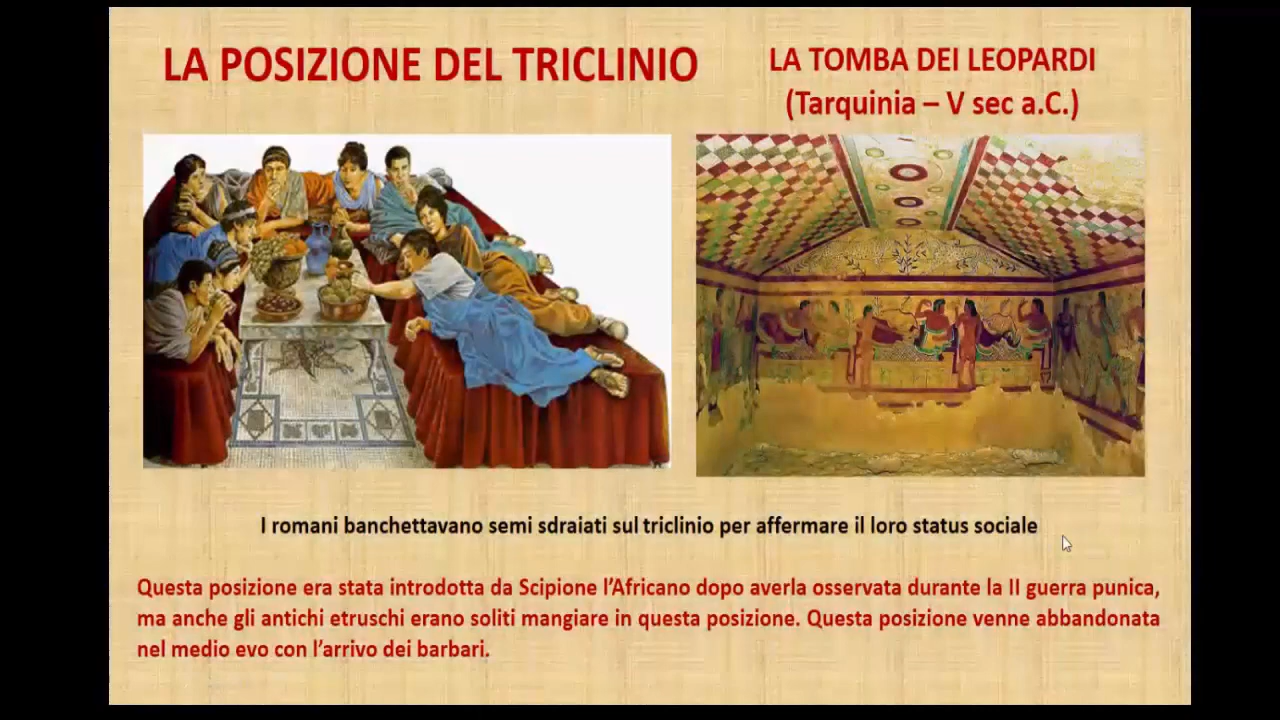 LA POSIZIONE DEL TRICLINIO
LA TOMBA DEI LEOPARDI
(Tarquinia – V sec a.C.)
I romani banchettavano semi sdraiati sul triclinio per affermare il loro status sociale
Questa posizione era stata introdotta da Scipione l’Africano dopo averla osservata durante la II guerra punica,
ma anche gli antichi etruschi erano soliti mangiare in questa posizione. Questa posizione venne abbandonata
nel medio evo con l’arrivo dei barbari.